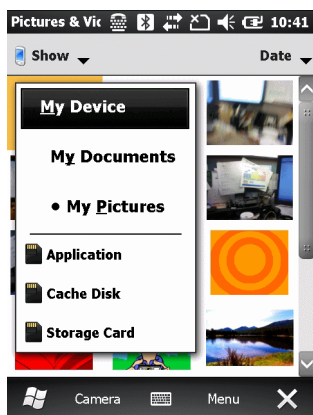 Pictures & Vic 10:41
Show Date
My Device
My Documents
• My Pictures
Application
Cache Disk
Storage Card
Camera Menu